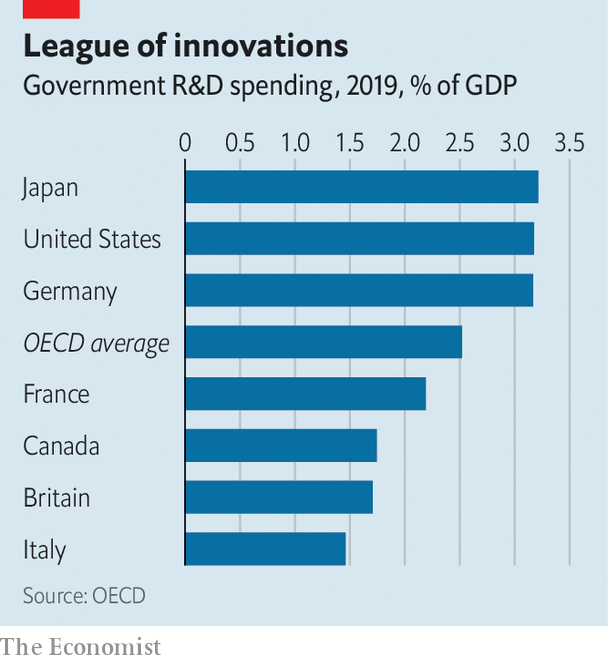 League of innovations
Government R&D spending, 2019, % of GDP
0 0.5 1.0 1.5 2.0 2.5 3.0 3.5
Japan
United States
Germany
OECD average
France
Canada
Britain
Italy
Source: OECD
The Economist